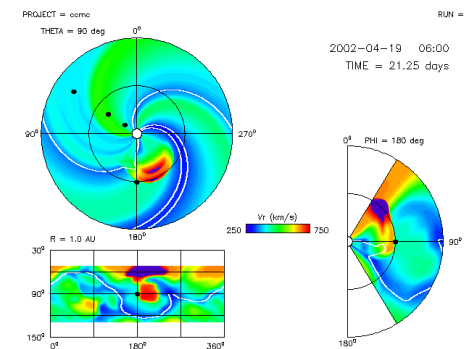 PROJECT = ccmc
RUN =
THETA = 90 deg
0°
2002-04-19 06:00
TIME = 21.25 days
90°
270°
180°
0°
PHI = 180 deg
90°
180°
Vr (km/s)
250
750
R = 1.0 AU
30°
90°
150°
0°
180°
360°